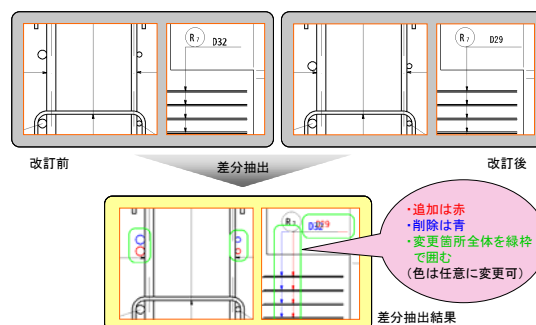 R7 D32
R7 D29
改訂前
差分抽出
改訂後
R7 D32
・追加は赤
・削除は青
・変更箇所全体を緑枠
で囲む
(色は任意に変更可)
差分抽出結果